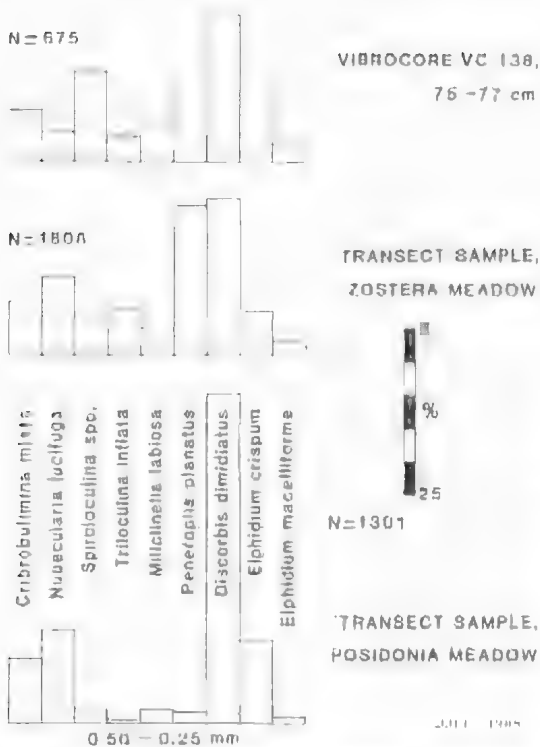 N=675
VIBROCORE VC 138,
76-77 cm
N=1808
TRANSECT SAMPLE,
ZOSTERA MEADOW
%
25
N=1301
Cribrobulimina mixta
Nubecularia lucifuga
Spiroloculina spp.
Triloculina inflata
Miliolinella labiosa
Peneroplis planatus
Discorbis dimidiatus
Elphidium crispum
Elphidium macelliforme
TRANSECT SAMPLE,
POSIDONIA MEADOW
0.50-0.25 mm